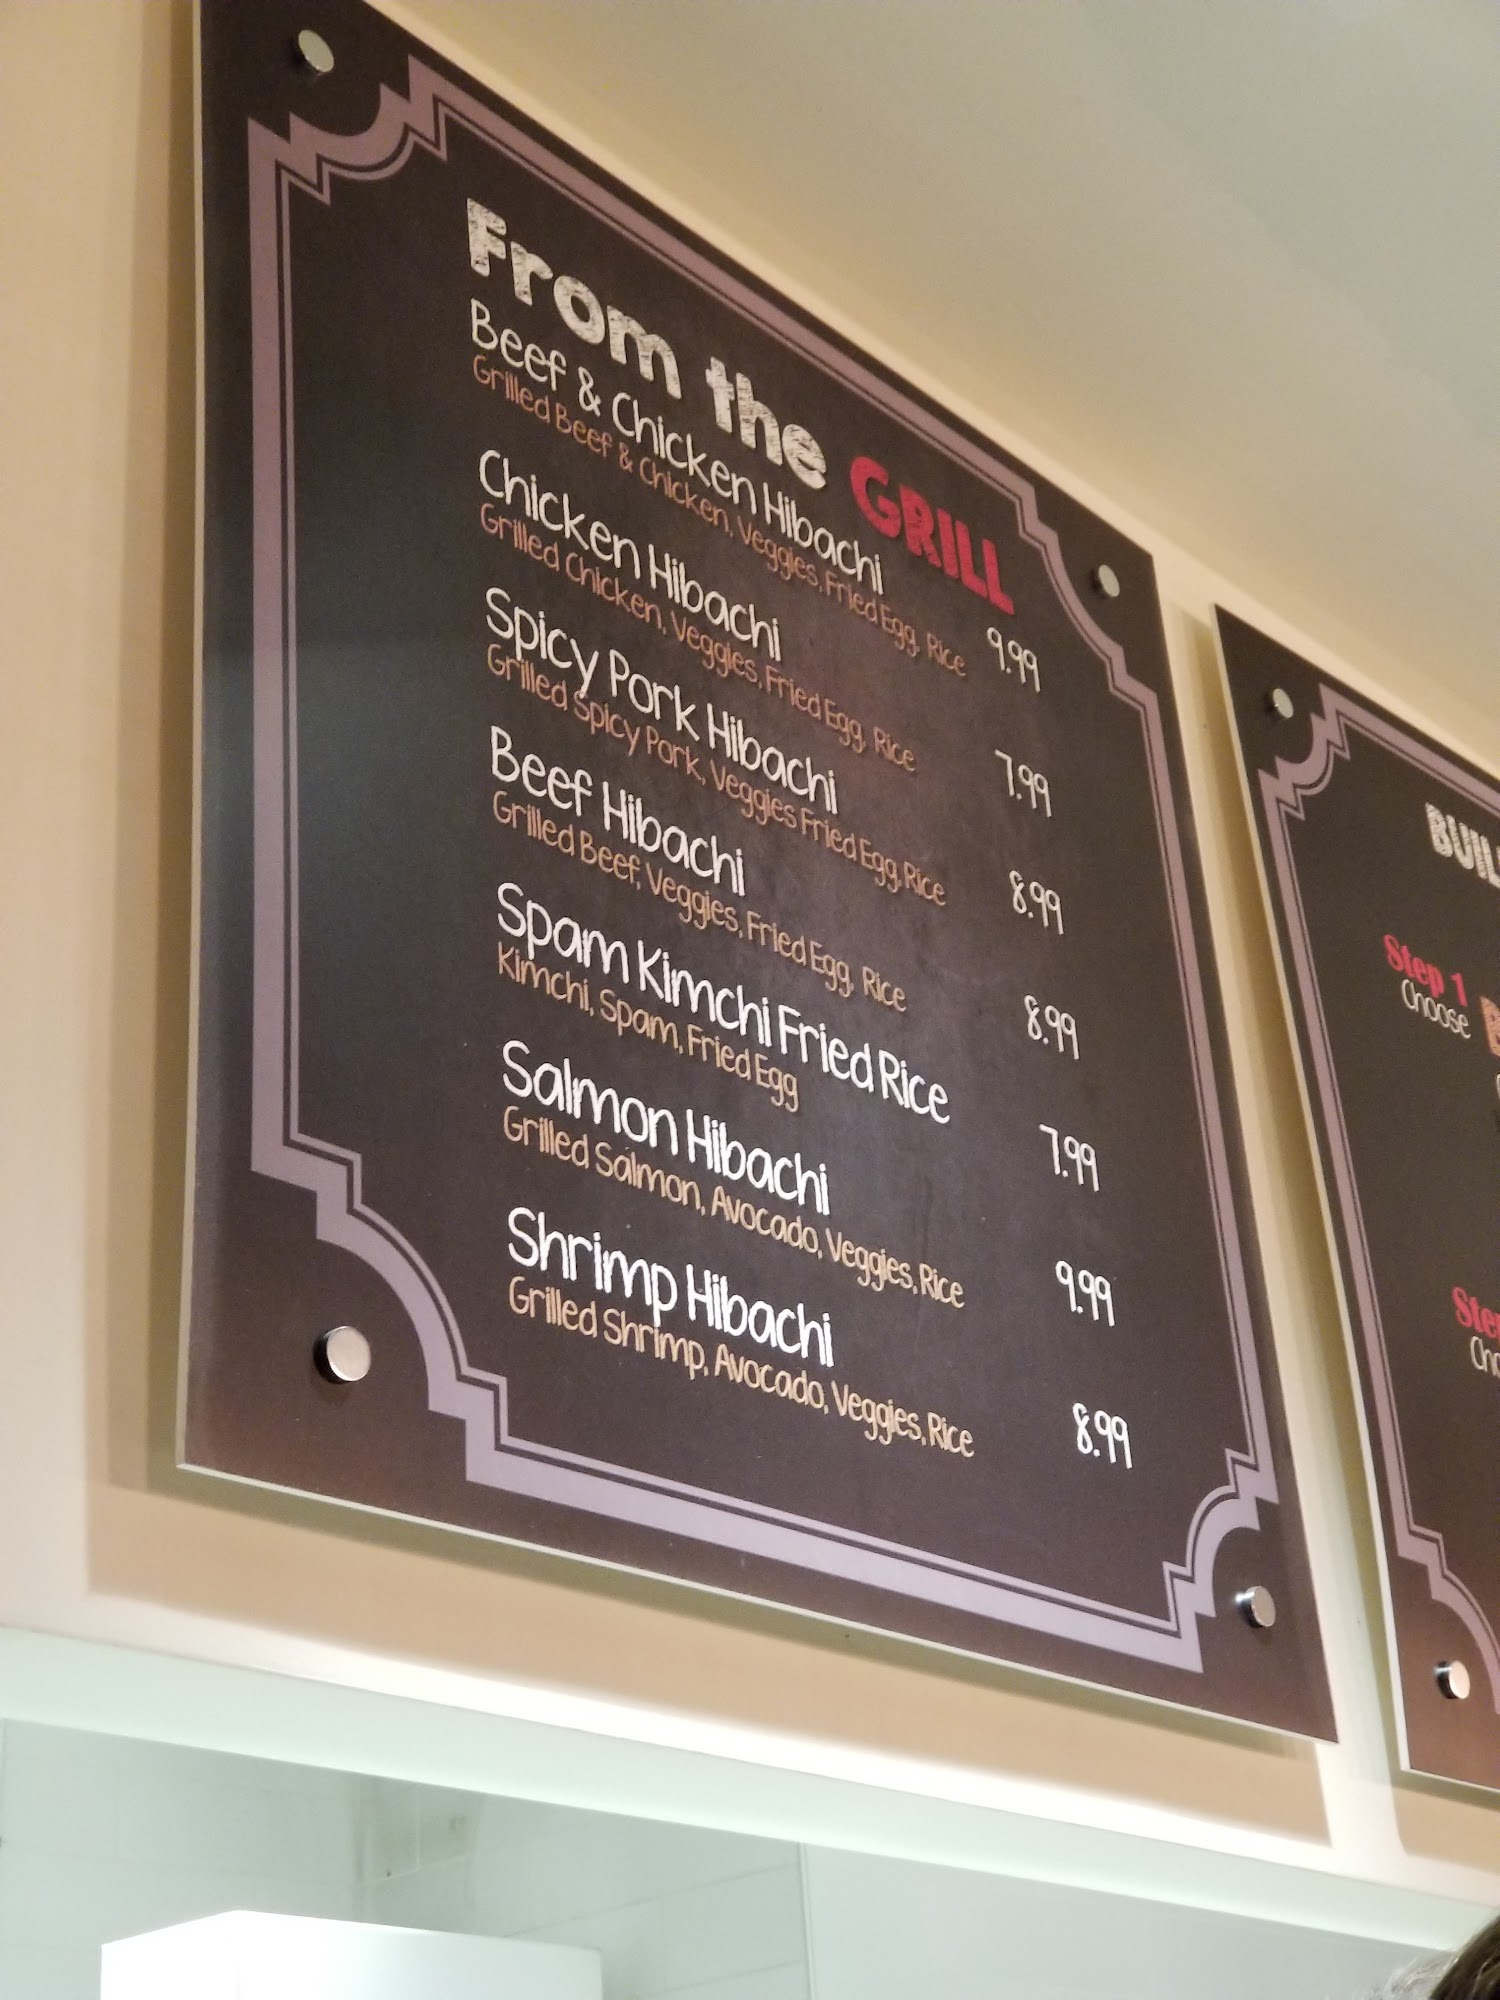 From the GRILL
Beef & Chicken Hibachi
Grilled Beef & Chicken, Veggies, Fried Egg, Rice 9.99
Chicken Hibachi
Grilled Chicken, Veggies, Fried Egg, Rice 7.99
Spicy Pork Hibachi
Grilled Spicy Pork, Veggies Fried Egg, Rice 8.99
Beef Hibachi
Grilled Beef, Veggies, Fried Egg, Rice 8.99
Spam Kimchi Fried Rice
Kimchi, Spam, Fried Egg 7.99
Salmon Hibachi
Grilled Salmon, Avocado, Veggies, Rice 9.99
Shrimp Hibachi
Grilled Shrimp, Avocado, Veggies, Rice 8.99
Step 1
Choose